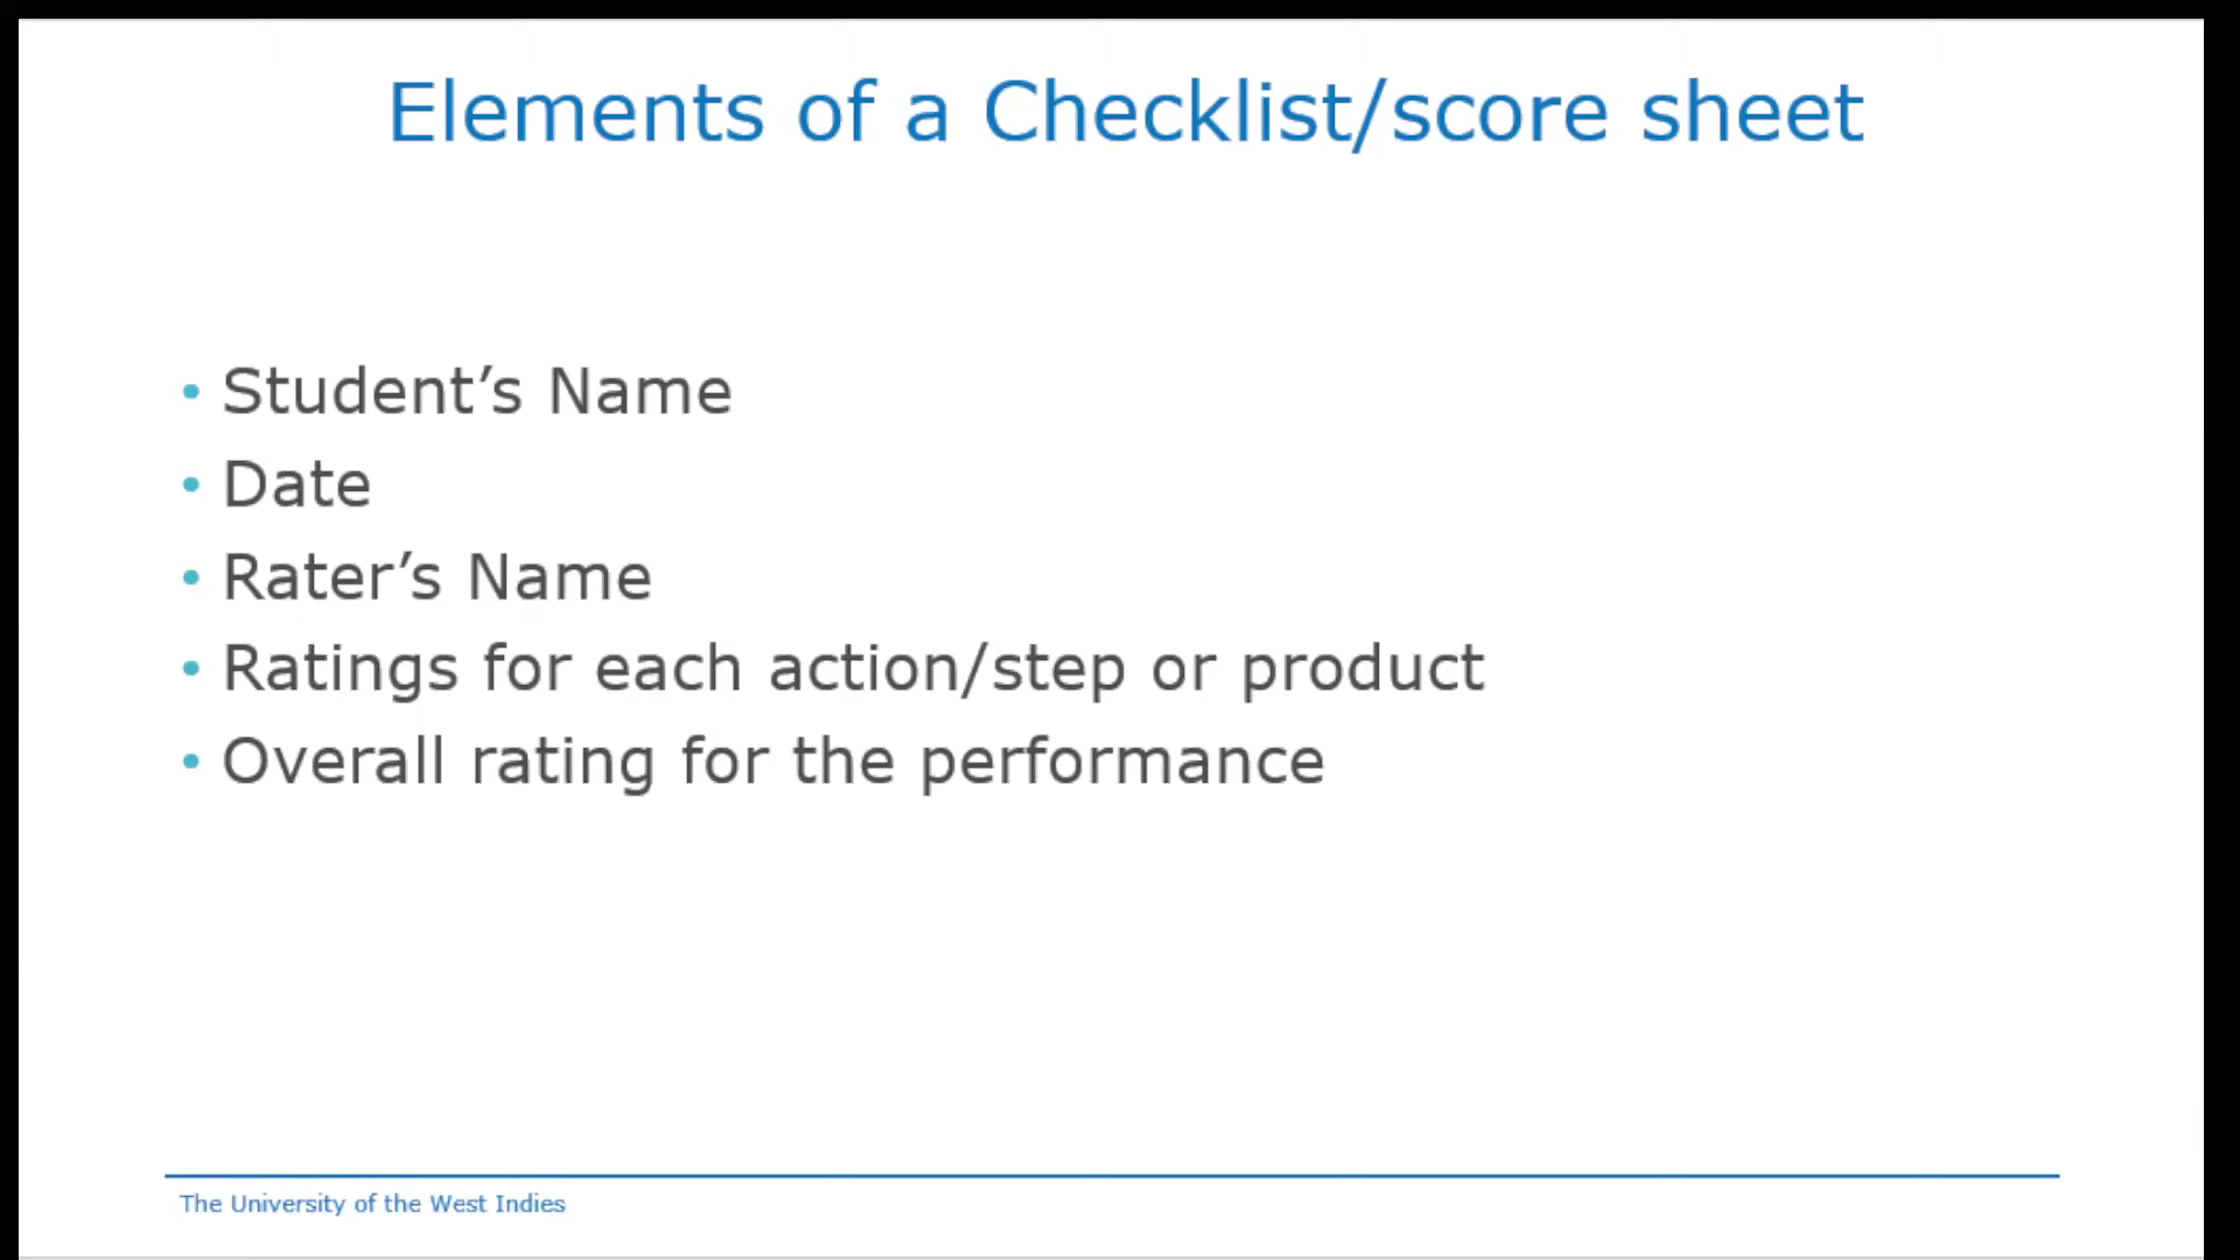 Elements of a Checklist/score sheet
• Student’s Name
• Date
• Rater’s Name
• Ratings for each action/step or product
• Overall rating for the performance
The University of the West Indies